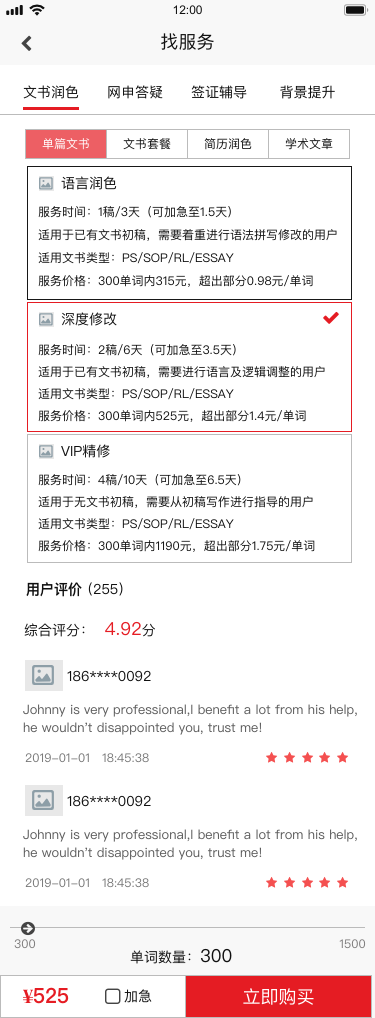 12:00
找服务
文书润色 网申答疑 签证辅导 背景提升
单篇文书 文书套餐 简历润色 学术文章
语言润色
服务时间：1稿/3天（可加急至1.5天）
适用于已有文书初稿，需要着重进行语法拼写修改的用户
适用文书类型：PS/SOP/RL/ESSAY
服务价格：300单词内315元，超出部分0.98元/单词
深度修改
服务时间：2稿/6天（可加急至3.5天）
适用于已有文书初稿，需要进行语言及逻辑调整的用户
适用文书类型：PS/SOP/RL/ESSAY
服务价格：300单词内525元，超出部分1.4元/单词
VIP精修
服务时间：4稿/10天（可加急至6.5天）
适用于无文书初稿，需要从初稿写作进行指导的用户
适用文书类型：PS/SOP/RL/ESSAY
服务价格：300单词内1190元，超出部分1.75元/单词
用户评价 (255)
综合评分： 4.92分
186****0092
Johnny is very professional,I benefit a lot from his help,
he wouldn't disappointed you, trust me!
2019-01-01 18:45:38
186****0092
Johnny is very professional,I benefit a lot from his help,
he wouldn't disappointed you, trust me!
2019-01-01 18:45:38
300 1500
单词数量：300
¥525 加急 立即购买